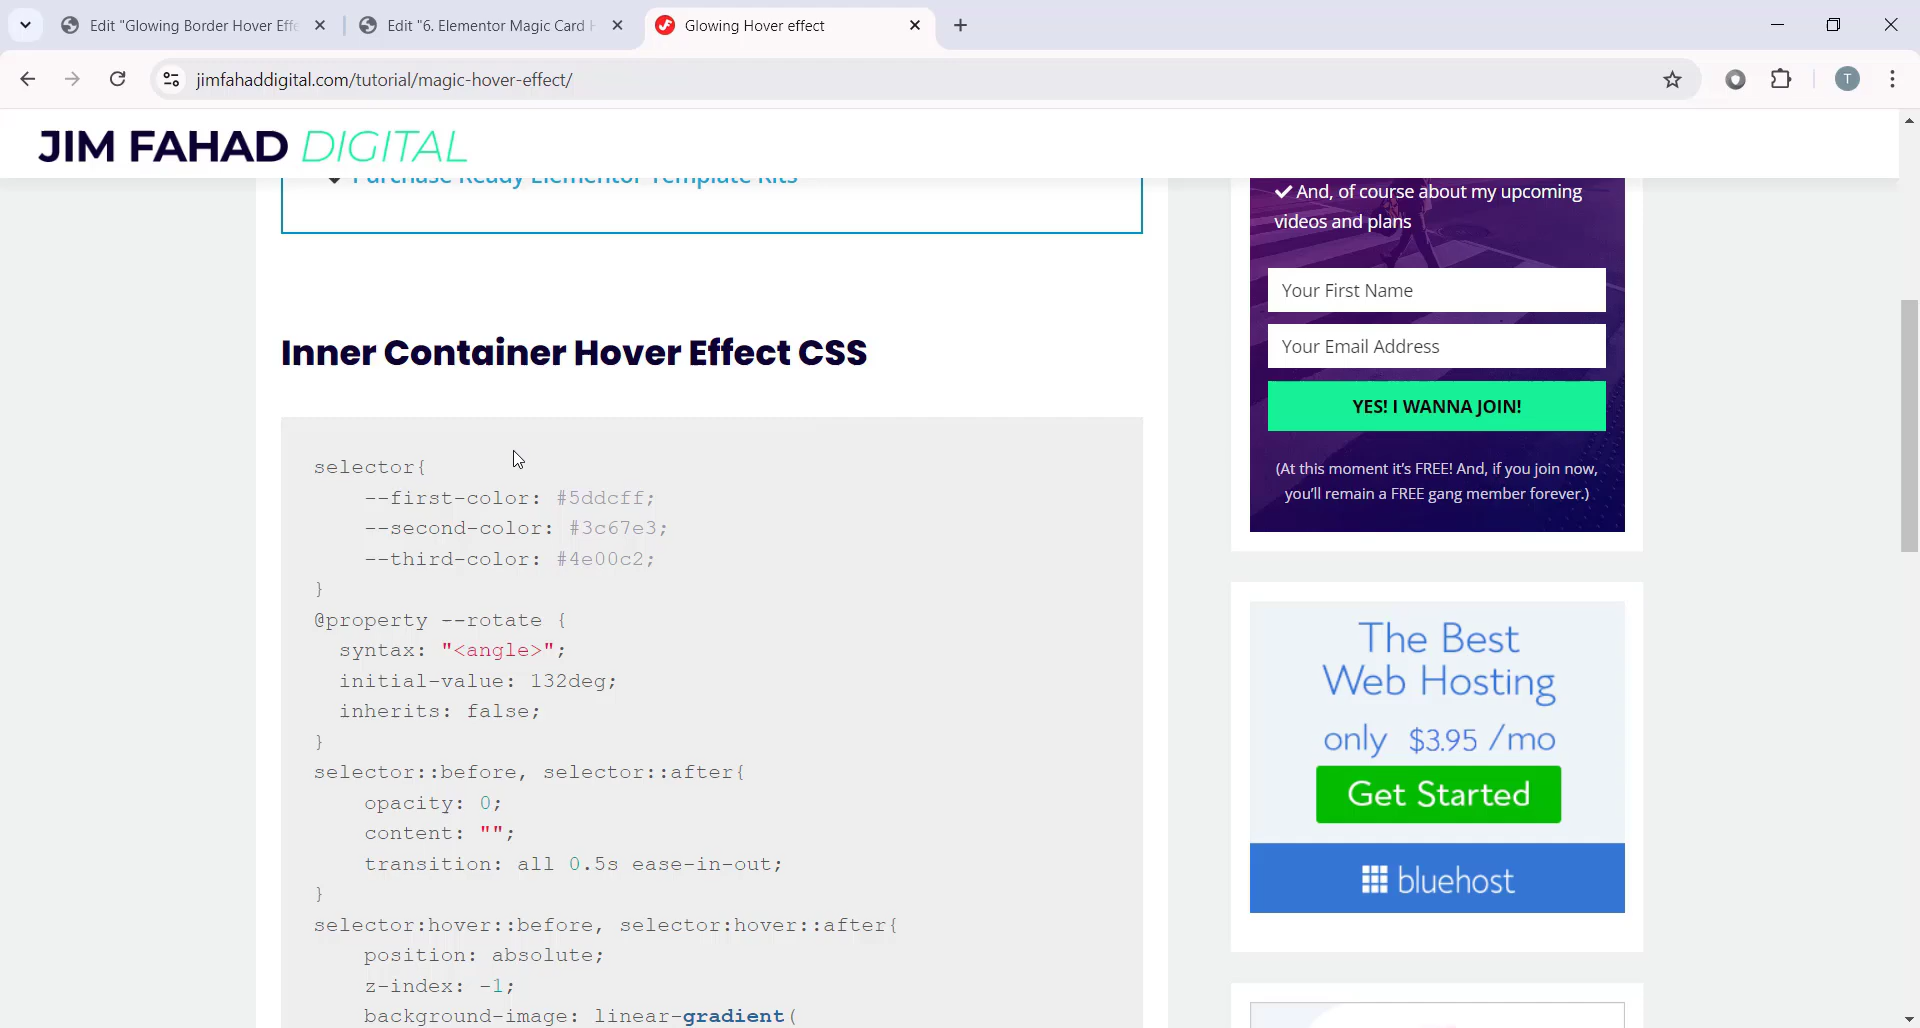 Edit "Glowing Border Hover Effe
Edit "6. Elementor Magic Card H
Glowing Hover effect
jimfahaddigital.com/tutorial/magic-hover-effect/
T
JIM FAHAD DIGITAL
Purchase Ready Elementor Template Kits
Inner Container Hover Effect CSS
selector{
--first-color: #5ddcff;
--second-color: #3c67e3;
--third-color: #4e00c2;
}
@property --rotate {
syntax: "<angle>";
initial-value: 132deg;
inherits: false;
}
selector::before, selector::after{
opacity: 0;
content: "";
transition: all 0.5s ease-in-out;
}
selector:hover::before, selector:hover::after{
position: absolute;
z-index: -1;
background-image: linear-gradient(
And, of course about my upcoming
videos and plans
Your First Name
Your Email Address
YES! I WANNA JOIN!
(At this moment it's FREE! And, if you join now,
you'll remain a FREE gang member forever.)
The Best
Web Hosting
only $3.95 /mo
Get Started
bluehost